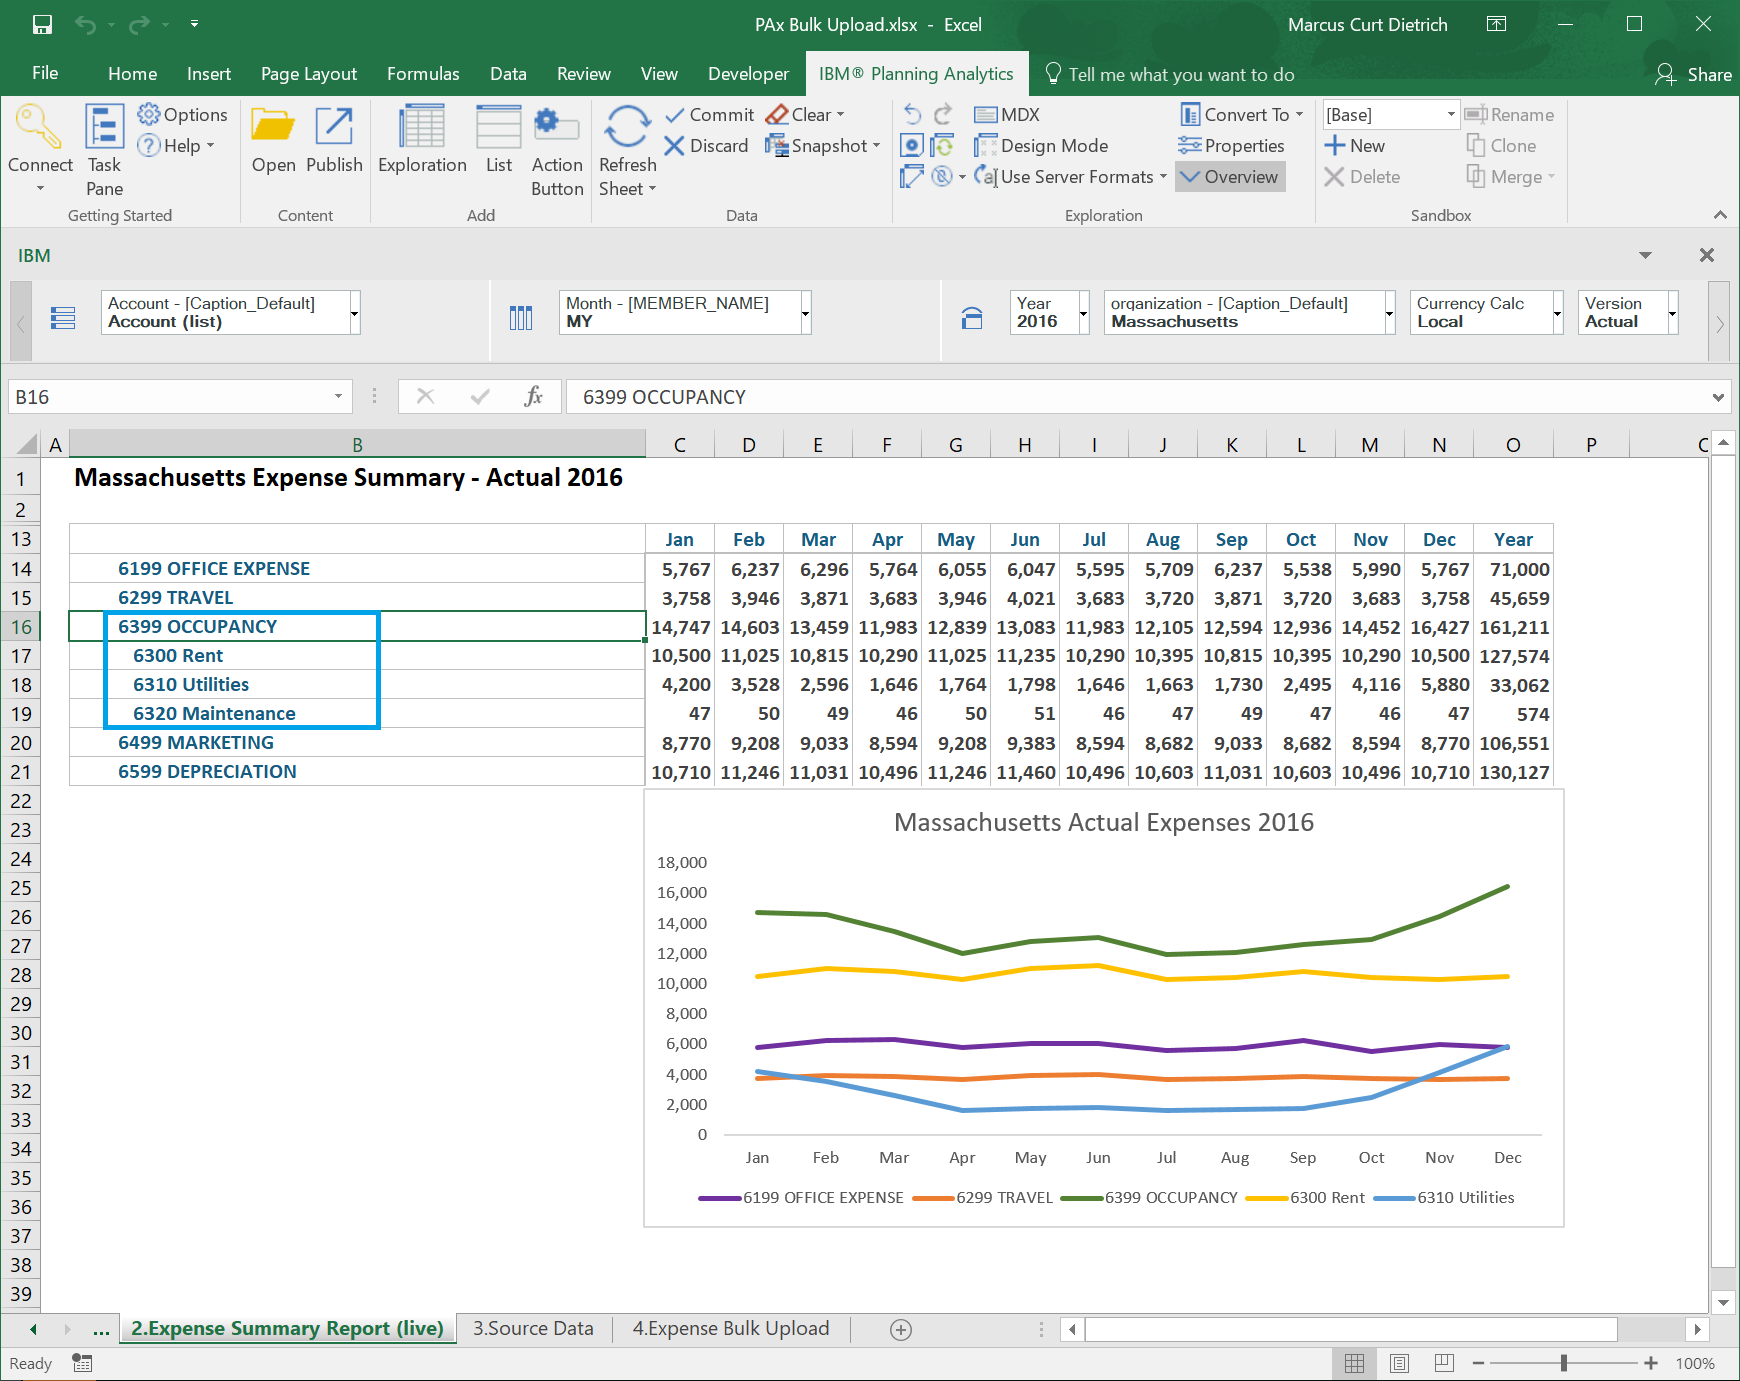 PAx Bulk Upload.xlsx - Excel
Marcus Curt Dietrich
File Home Insert Page Layout Formulas Data Review View Developer IBM® Planning Analytics Tell me what you want to do Share
Connect
Task
Pane
Options
Help
Getting Started
Open Publish
Content
Exploration List Action
Button
Add
Refresh
Sheet
Commit
Discard
Clear
Snapshot
Data
MDX
Design Mode
Use Server Formats
Convert To
Properties
Overview
Exploration
[Base]
New
Delete
Rename
Clone
Merge
Sandbox
IBM
Account - [Caption_Default]
Account (list)
Month - [MEMBER_NAME]
MY
Year
2016
organization - [Caption_Default]
Massachusetts
Currency Calc
Local
Version
Actual
B16 fx 6399 OCCUPANCY
A B C D E F G H I J K L M N O P
1 Massachusetts Expense Summary - Actual 2016
2
13 Jan Feb Mar Apr May Jun Jul Aug Sep Oct Nov Dec Year
14 6199 OFFICE EXPENSE 5,767 6,237 6,296 5,764 6,055 6,047 5,595 5,709 6,237 5,538 5,990 5,767 71,000
15 6299 TRAVEL 3,758 3,946 3,871 3,683 3,946 4,021 3,683 3,720 3,871 3,720 3,683 3,758 45,659
16 6399 OCCUPANCY 14,747 14,603 13,459 11,983 12,839 13,083 11,983 12,105 12,594 12,936 14,452 16,427 161,211
17 6300 Rent 10,500 11,025 10,815 10,290 11,025 11,235 10,290 10,395 10,815 10,395 10,290 10,500 127,574
18 6310 Utilities 4,200 3,528 2,596 1,646 1,764 1,798 1,646 1,663 1,730 2,495 4,116 5,880 33,062
19 6320 Maintenance 47 50 49 46 50 51 46 47 49 47 46 47 574
20 6499 MARKETING 8,770 9,208 9,033 8,594 9,208 9,383 8,594 8,682 9,033 8,682 8,594 8,770 106,551
21 6599 DEPRECIATION 10,710 11,246 11,031 10,496 11,246 11,460 10,496 10,603 11,031 10,603 10,496 10,710 130,127
22
23
24
25
26
27
28
29
30
31
32
33
34
35
36
37
38
39
Massachusetts Actual Expenses 2016
18,000
16,000
14,000
12,000
10,000
8,000
6,000
4,000
2,000
0
Jan Feb Mar Apr May Jun Jul Aug Sep Oct Nov Dec
6199 OFFICE EXPENSE 6299 TRAVEL 6399 OCCUPANCY 6300 Rent 6310 Utilities
... 2.Expense Summary Report (live) 3.Source Data 4.Expense Bulk Upload
Ready 100%